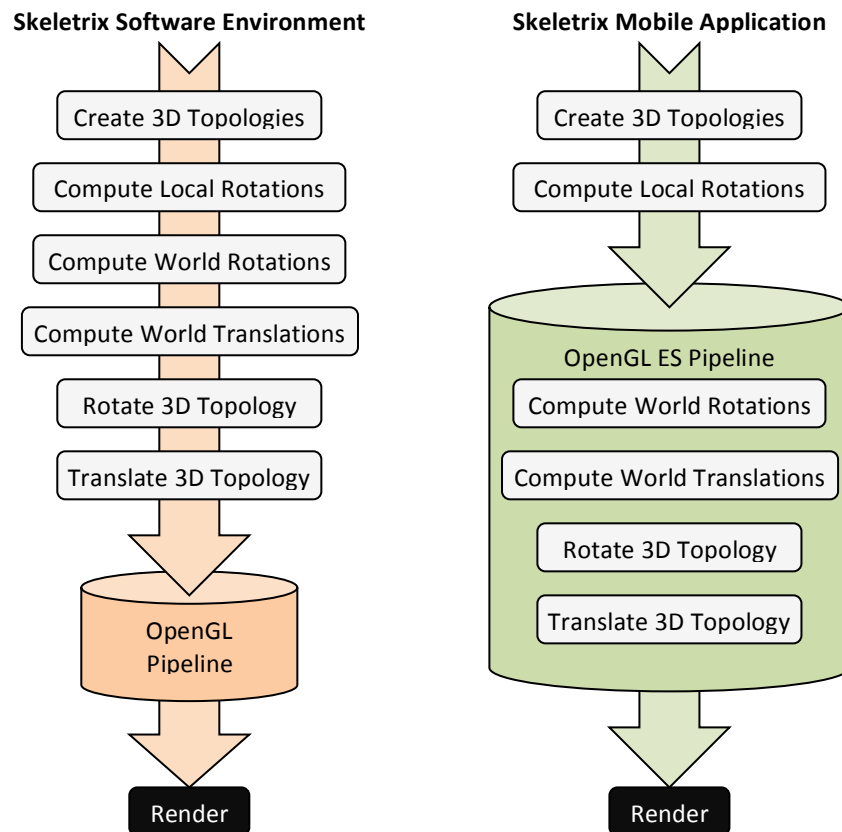 Skeletrix Software Environment
Create 3D Topologies
Compute Local Rotations
Compute World Rotations
Compute World Translations
Rotate 3D Topology
Translate 3D Topology
OpenGL
Pipeline
Render
Skeletrix Mobile Application
Create 3D Topologies
Compute Local Rotations
OpenGL ES Pipeline
Compute World Rotations
Compute World Translations
Rotate 3D Topology
Translate 3D Topology
Render